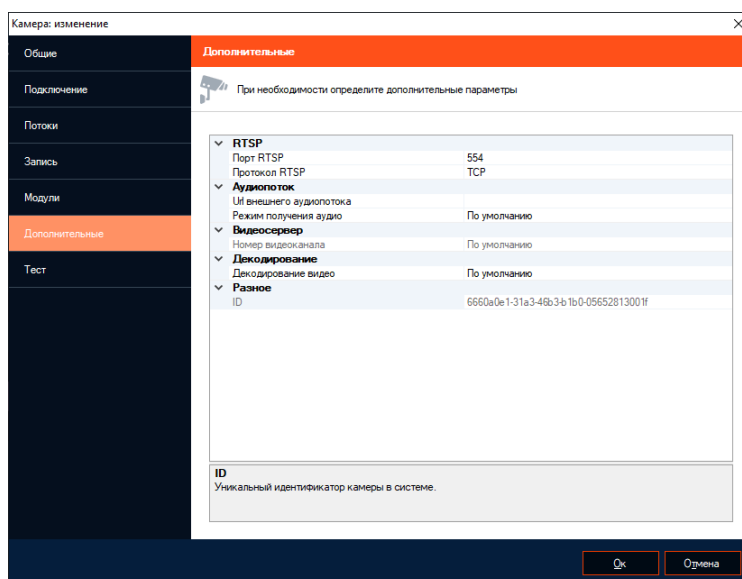 Камера: изменение
Общие
Подключение
Потоки
Запись
Модули
Дополнительные
Тест
Дополнительные
При необходимости определите дополнительные параметры
RTSP
Порт RTSP 554
Протокол RTSP TCP
Аудиопоток
Url внешнего аудиопотока
Режим получения аудио По умолчанию
Видеосервер
Номер видеоканала По умолчанию
Декодирование
Декодирование видео По умолчанию
Разное
ID 6660a0e1-31a3-46b3-b1b0-05652813001f
ID
Уникальный идентификатор камеры в системе.
Ок Отмена